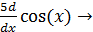 5d/dx cos(x) →